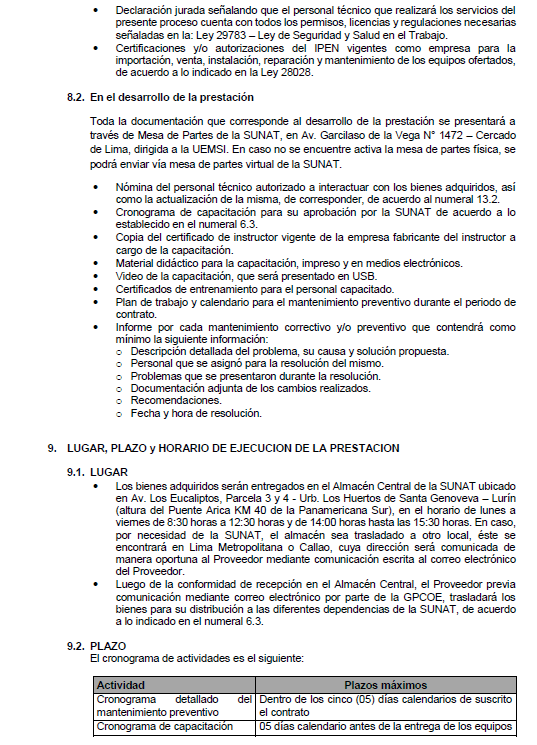 • Declaración jurada señalando que el personal técnico que realizará los servicios del
presente proceso cuenta con todos los permisos, licencias y regulaciones necesarias
señaladas en la: Ley 29783 – Ley de Seguridad y Salud en el Trabajo.
• Certificaciones y/o autorizaciones del IPEN vigentes como empresa para la
importación, venta, instalación, reparación y mantenimiento de los equipos ofertados,
de acuerdo a lo indicado en la Ley 28028.
8.2. En el desarrollo de la prestación
Toda la documentación que corresponde al desarrollo de la prestación se presentará a
través de Mesa de Partes de la SUNAT, en Av. Garcilaso de la Vega N° 1472 – Cercado
de Lima, dirigida a la UEMSI. En caso no se encuentre activa la mesa de partes física, se
podrá enviar vía mesa de partes virtual de la SUNAT.
• Nómina del personal técnico autorizado a interactuar con los bienes adquiridos, así
como la actualización de la misma, de corresponder, de acuerdo al numeral 13.2.
• Cronograma de capacitación para su aprobación por la SUNAT de acuerdo a lo
establecido en el numeral 6.3.
• Copia del certificado de instructor vigente de la empresa fabricante del instructor a
cargo de la capacitación.
• Material didáctico para la capacitación, impreso y en medios electrónicos.
• Video de la capacitación, que será presentado en USB.
• Certificados de entrenamiento para el personal capacitado.
• Plan de trabajo y calendario para el mantenimiento preventivo durante el periodo de
contrato.
• Informe por cada mantenimiento correctivo y/o preventivo que contendrá como
mínimo la siguiente información:
o Descripción detallada del problema, su causa y solución propuesta.
o Personal que se asignó para la resolución del mismo.
o Problemas que se presentaron durante la resolución.
o Documentación adjunta de los cambios realizados.
o Recomendaciones.
o Fecha y hora de resolución.
9. LUGAR, PLAZO y HORARIO DE EJECUCION DE LA PRESTACION
9.1. LUGAR
• Los bienes adquiridos serán entregados en el Almacén Central de la SUNAT ubicado
en Av. Los Eucaliptos, Parcela 3 y 4 - Urb. Los Huertos de Santa Genoveva – Lurín
(altura del Puente Arica KM 40 de la Panamericana Sur), en el horario de lunes a
viernes de 8:30 horas a 12:30 horas y de 14:00 horas hasta las 15:30 horas. En caso,
por necesidad de la SUNAT, el almacén sea trasladado a otro local, éste se
encontrará en Lima Metropolitana o Callao, cuya dirección será comunicada de
manera oportuna al Proveedor mediante comunicación escrita al correo electrónico
del Proveedor.
• Luego de la conformidad de recepción en el Almacén Central, el Proveedor previa
comunicación mediante correo electrónico por parte de la GPCOE, trasladará los
bienes para su distribución a las diferentes dependencias de la SUNAT, de acuerdo
a lo indicado en el numeral 6.3.
9.2. PLAZO
El cronograma de actividades es el siguiente:
Actividad Plazos máximos
Cronograma detallado del Dentro de los cinco (05) días calendarios de suscrito
mantenimiento preventivo el contrato
Cronograma de capacitación 05 días calendario antes de la entrega de los equipos